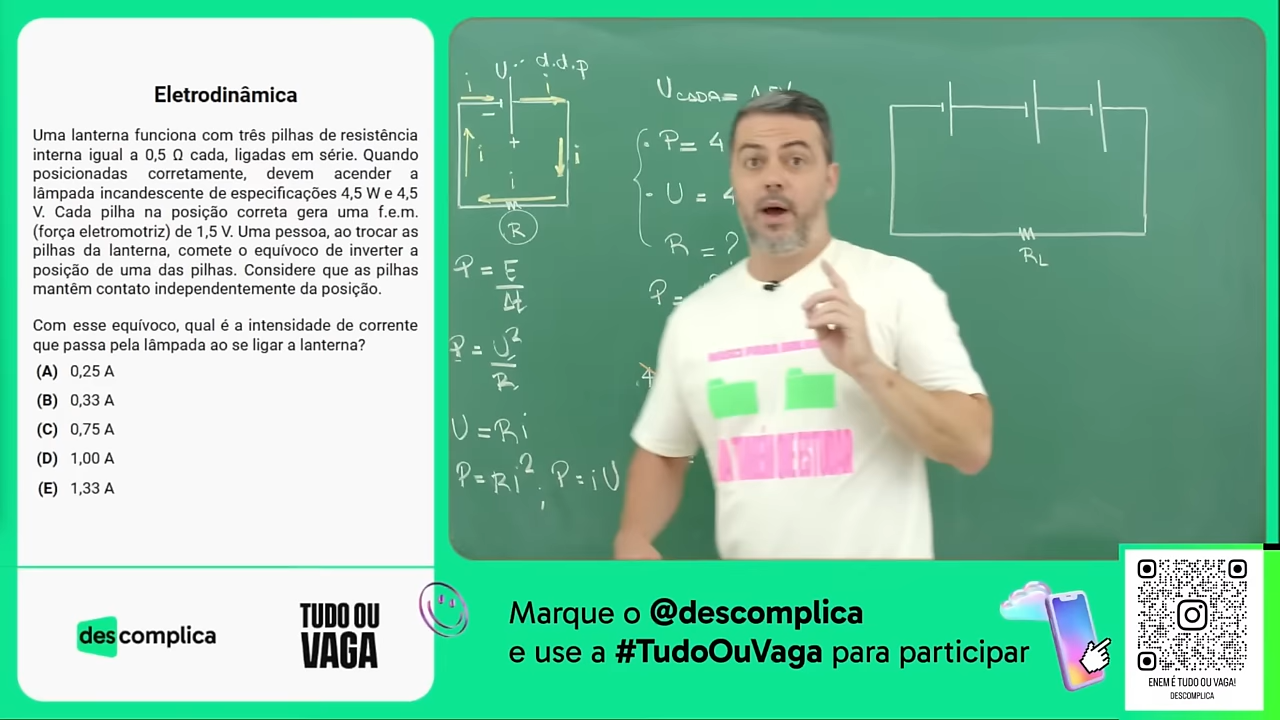 Eletrodinâmica
Uma lanterna funciona com três pilhas de resistência
interna igual a 0,5 Ω cada, ligadas em série. Quando
posicionadas corretamente, devem acender a
lâmpada incandescente de especificações 4,5 W e 4,5
V. Cada pilha na posição correta gera uma f.e.m.
(força eletromotriz) de 1,5 V. Uma pessoa, ao trocar as
pilhas da lanterna, comete o equívoco de inverter a
posição de uma das pilhas. Considere que as pilhas
mantêm contato independentemente da posição.
Com esse equívoco, qual é a intensidade de corrente
que passa pela lâmpada ao se ligar a lanterna?
(A) 0,25 A
(B) 0,33 A
(C) 0,75 A
(D) 1,00 A
(E) 1,33 A
descomplica
TUDO OU
VAGA
U d.d.p
i i
- +
i i
i
R
P = E
Δt
P = U²
R
U = Ri
P = Ri² ; P = iU
U CADA =
P = 4
U = 4
R = ?
P =
R L
Marque o @descomplica
e use a #TudoOuVaga para participar
ENEM É TUDO OU VAGA!
DESCOMPLICA